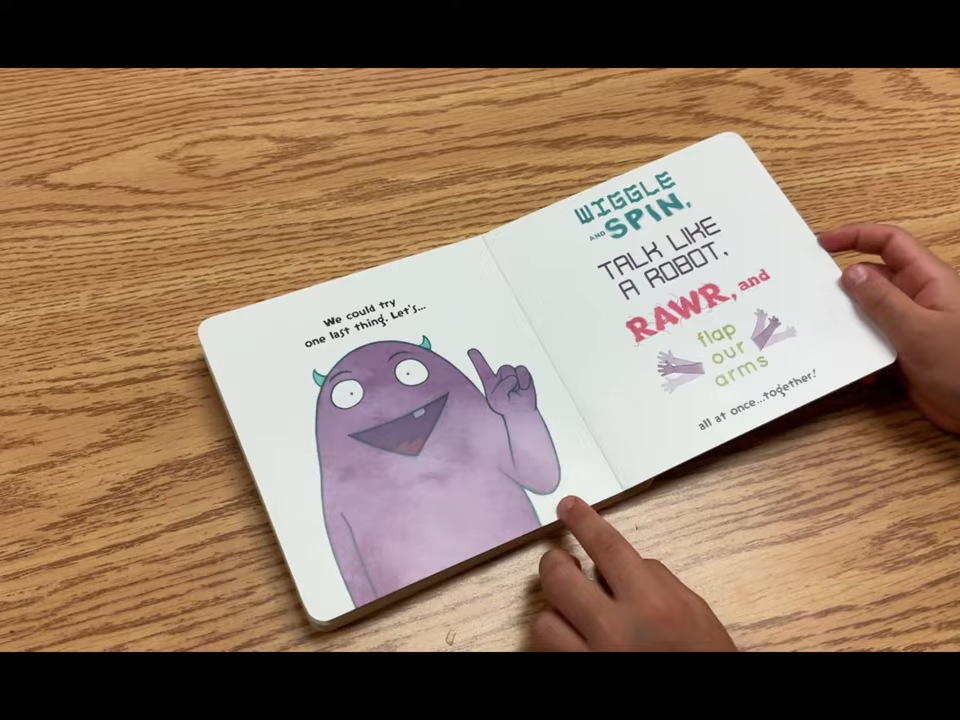 We could try
one last thing. Let's...
WIGGLE
AND SPIN,
TALK LIKE
A ROBOT,
RAWR, and
flap
our
arms
all at once...together!